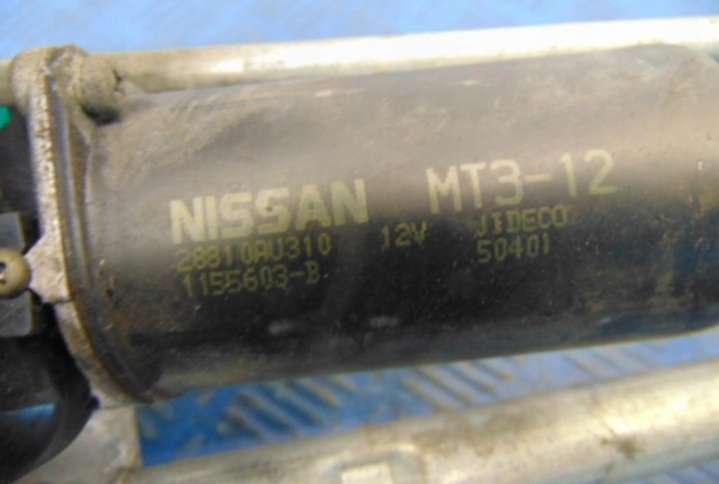 NISSAN MT3-12
28810AU310 12V JIDECO
1155603-B 50401